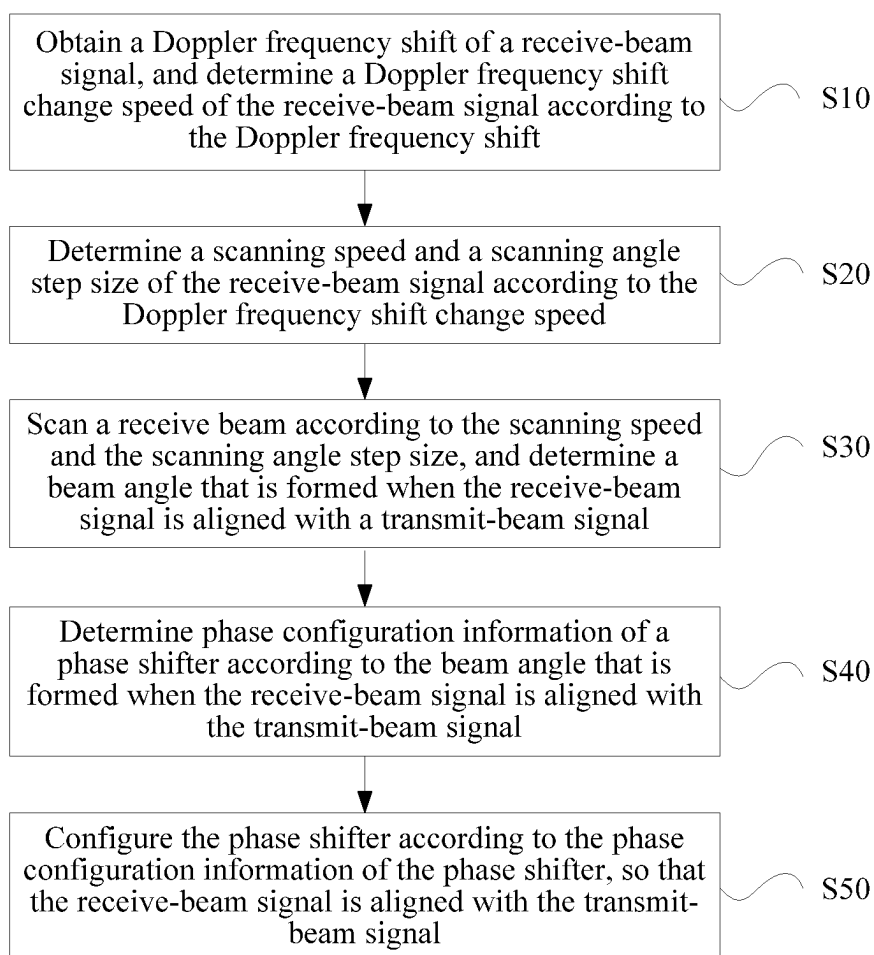 Obtain a Doppler frequency shift of a receive-beam
signal, and determine a Doppler frequency shift
change speed of the receive-beam signal according to
the Doppler frequency shift
S10
Determine a scanning speed and a scanning angle
step size of the receive-beam signal according to the
Doppler frequency shift change speed
S20
Scan a receive beam according to the scanning speed
and the scanning angle step size, and determine a
beam angle that is formed when the receive-beam
signal is aligned with a transmit-beam signal
S30
Determine phase configuration information of a
phase shifter according to the beam angle that is
formed when the receive-beam signal is aligned with
the transmit-beam signal
S40
Configure the phase shifter according to the phase
configuration information of the phase shifter, so that
the receive-beam signal is aligned with the transmit-
beam signal
S50